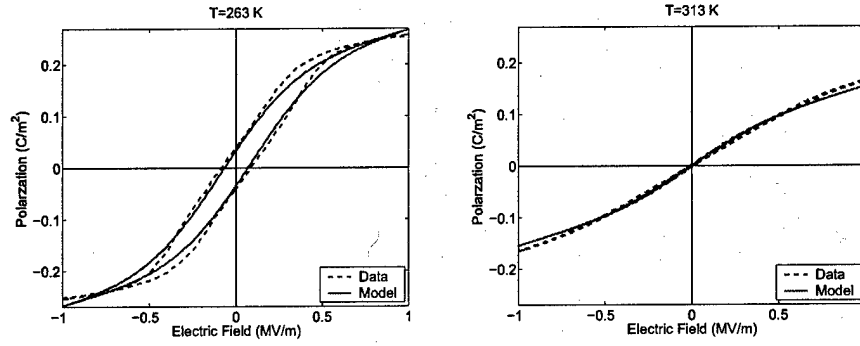 T=263 K
0.2
0.1
0
−0.1
−0.2
Polarzation (C/m²)
Data
Model
−1
−0.5
0
0.5
1
Electric Field (MV/m)
T=313 K
0.2
0.1
0
−0.1
−0.2
Polarzation (C/m²)
Data
Model
−1
−0.5
0
0.5
Electric Field (MV/m)